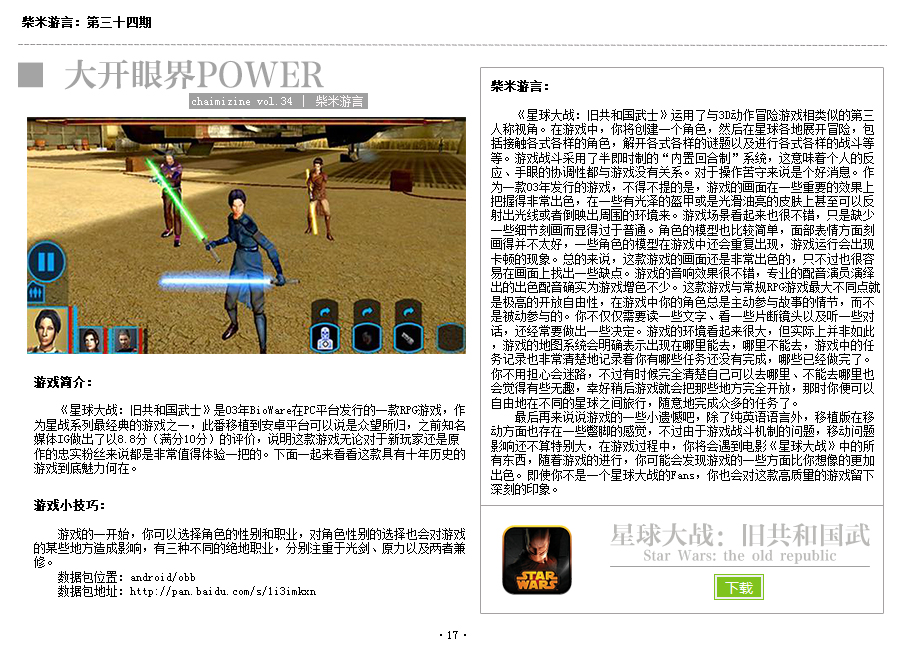 柴米游言：第三十四期
大开眼界POWER
chaimizine vol.34 | 柴米游言
游戏简介：
《星球大战：旧共和国武士》是03年BioWare在PC平台发行的一款RPG游戏，作
为星战系列最经典的游戏之一，此番移植到安卓平台可以说是众望所归，之前知名
媒体IG做出了以8.8分（满分10分）的评价，说明这款游戏无论对于新玩家还是原
作的忠实粉丝来说都是非常值得体验一把的。下面一起来看看这款具有十年历史的
游戏到底魅力何在。
游戏小技巧：
游戏的一开始，你可以选择角色的性别和职业，对角色性别的选择也会对游戏
的某些地方造成影响，有三种不同的绝地职业，分别注重于光剑、原力以及两者兼
修。
数据包位置：android/obb
数据包地址：http://pan.baidu.com/s/1i3imkxn
柴米游言：
《星球大战：旧共和国武士》运用了与3D动作冒险游戏相类似的第三
人称视角。在游戏中，你将创建一个角色，然后在星球各地展开冒险，包
括接触各式各样的角色，解开各式各样的谜题以及进行各式各样的战斗等
等。游戏战斗采用了半即时制的“内置回合制”系统，这意味着个人的反
应、手眼的协调性都与游戏没有关系。对于操作苦守来说是个好消息。作
为一款03年发行的游戏，不得不提的是，游戏的画面在一些重要的效果上
把握得非常出色，在一些有光泽的盔甲或是光滑油亮的皮肤上甚至可以反
射出光线或者倒映出周围的环境来。游戏场景看起来也很不错，只是缺少
一些细节刻画而显得过于普通。角色的模型也比较简单，面部表情方面刻
画得并不太好，一些角色的模型在游戏中还会重复出现，游戏运行会出现
卡顿的现象。总的来说，这款游戏的画面还是非常出色的，只不过也很容
易在画面上找出一些缺点。游戏的音响效果很不错，专业的配音演员演绎
出的出色配音确实为游戏增色不少。这款游戏与常规RPG游戏最大不同点就
是极高的开放自由性，在游戏中你的角色总是主动参与故事的情节，而不
是被动参与的。你不仅仅需要读一些文字、看一些片断镜头以及听一些对
话，还经常要做出一些决定。游戏的环境看起来很大，但实际上并非如此
，游戏的地图系统会明确表示出现在哪里能去，哪里不能去，游戏中的任
务记录也非常清楚地记录着你有哪些任务还没有完成，哪些已经做完了。
你不用担心会迷路，不过有时候完全清楚自己可以去哪里、不能去哪里也
会觉得有些无趣，幸好稍后游戏就会把那些地方完全开放，那时你便可以
自由地在不同的星球之间旅行，随意地完成众多的任务了。
最后再来说说游戏的一些小遗憾吧，除了纯英语语言外，移植版在移
动方面也存在一些蹩脚的感觉，不过由于游戏战斗机制的问题，移动问题
影响还不算特别大，在游戏过程中，你将会遇到电影《星球大战》中的所
有东西，随着游戏的进行，你可能会发现游戏的一些方面比你想像的更加
出色。即使你不是一个星球大战的Fans，你也会对这款高质量的游戏留下
深刻的印象。
STAR
WARS
星球大战：旧共和国武
Star Wars: the old republic
下载
·17·